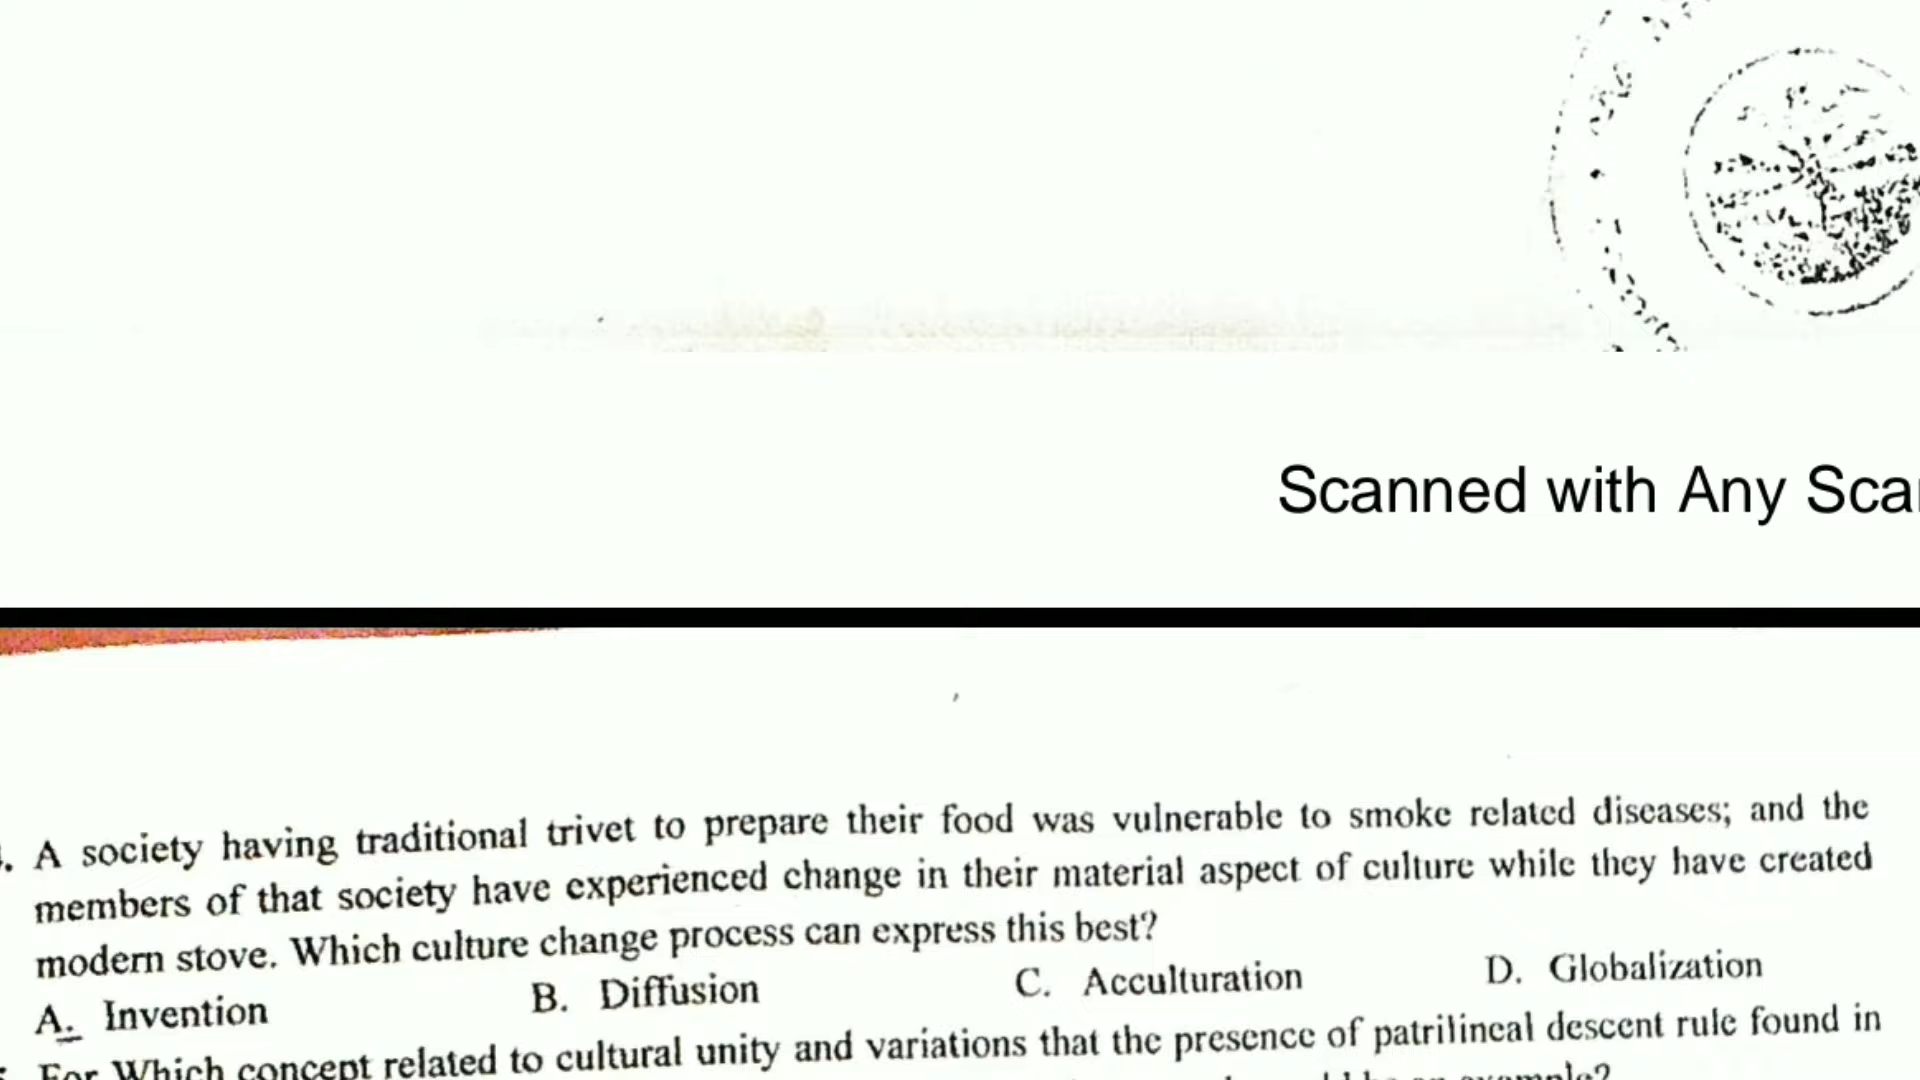 Scanned with Any
. A society having traditional trivet to prepare their food was vulnerable to smoke related diseases; and the
members of that society have experienced change in their material aspect of culture while they have created
modern stove. Which culture change process can express this best?
A. Invention B. Diffusion C. Acculturation D. Globalization
For Which concept related to cultural unity and variations that the presence of patrilineal descent rule found in
example?